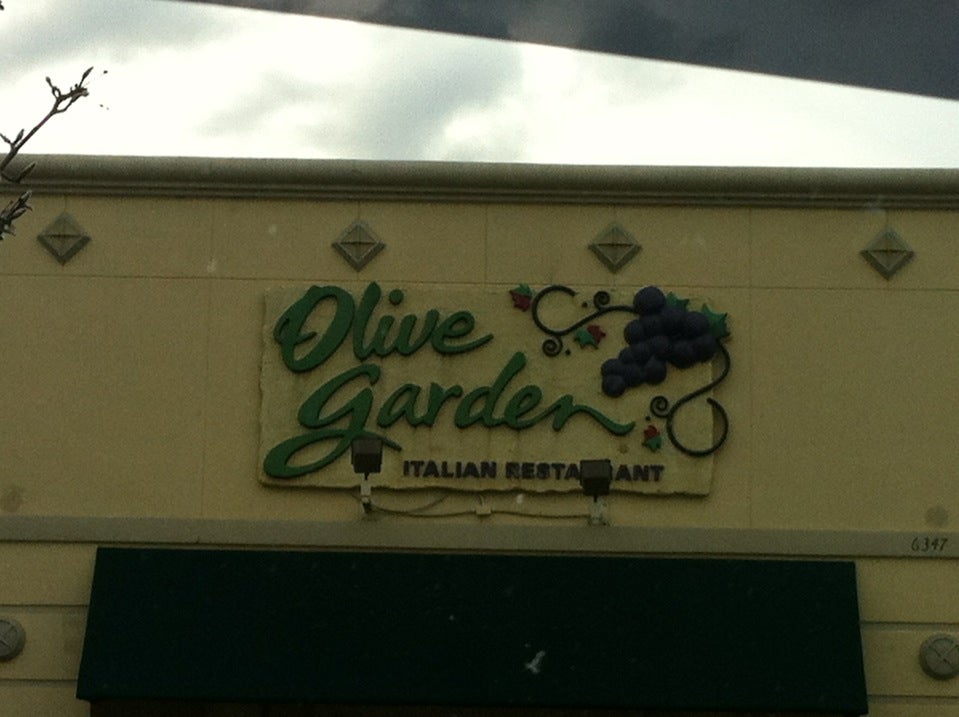 Olive
Garden
ITALIAN RESTAURANT
6347